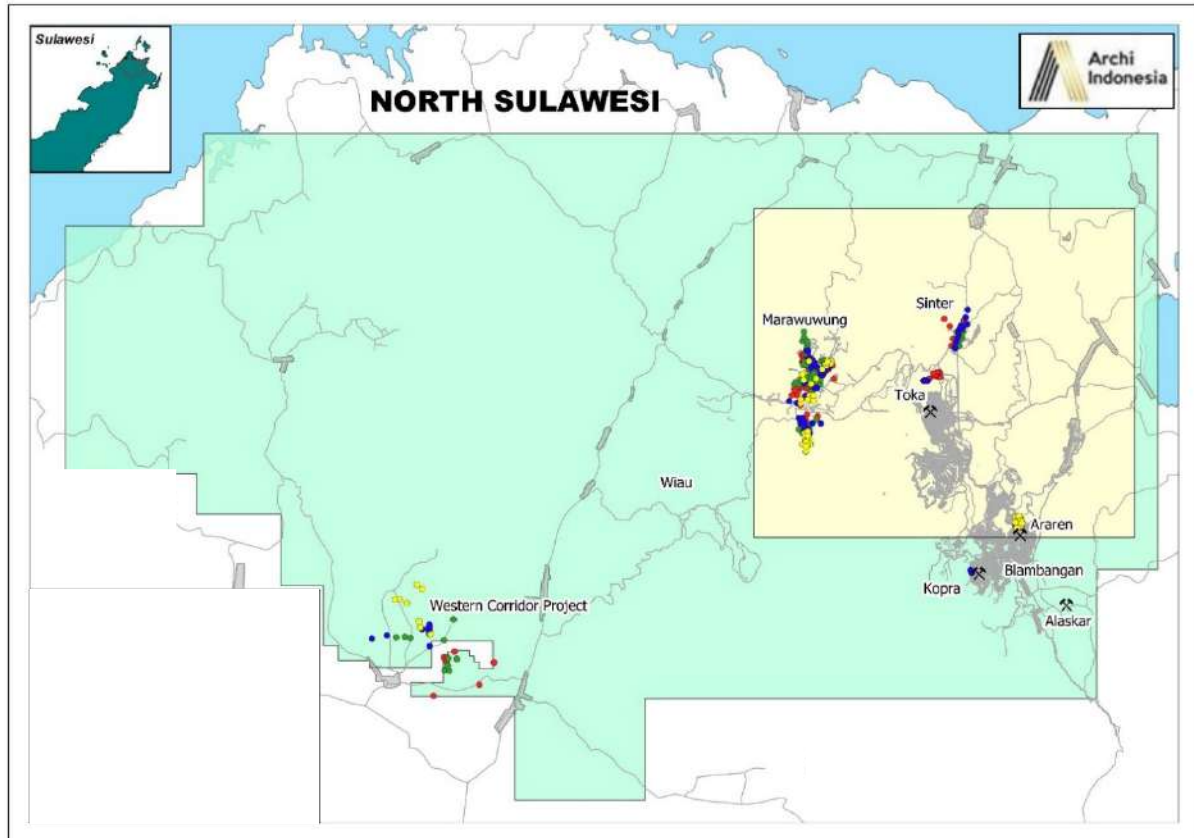 Sulawesi
NORTH SULAWESI
Archi
Indonesia
Sinter
Marawuwung
Toka
Wiau
Araren
Blambangan
Kopra
Alaskar
Western Corridor Project